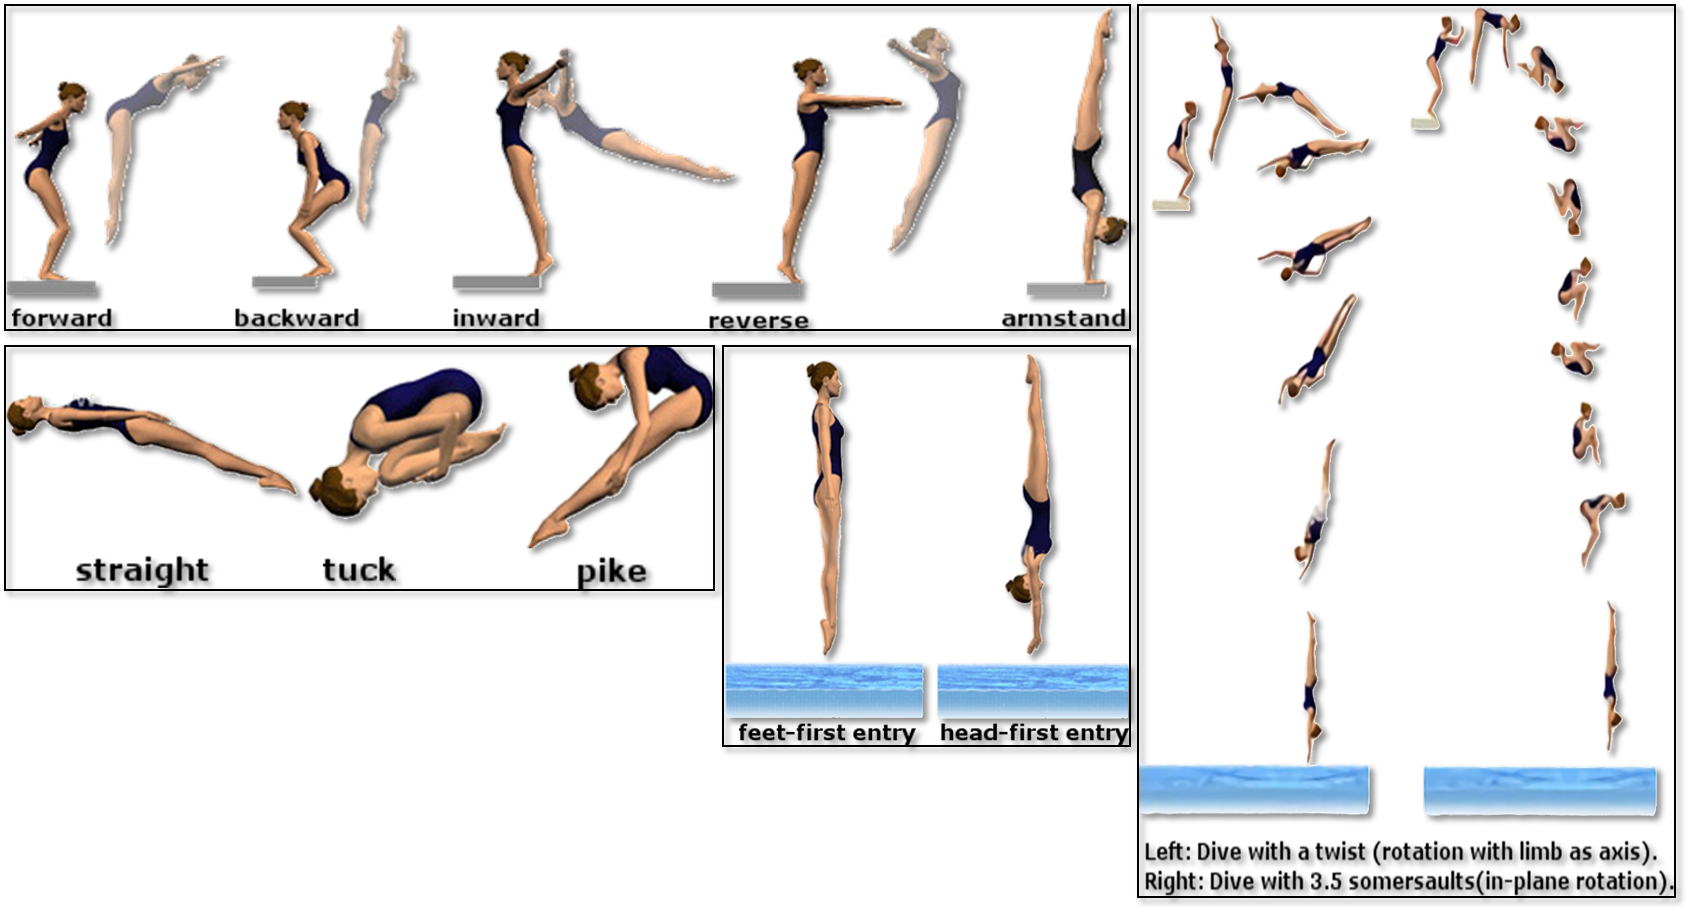 forward
backward
inward
reverse
armstand
straight
tuck
pike
feet-first entry
head-first entry
Left: Dive with a twist (rotation with limb as axis).
Right: Dive with 3.5 somersaults(in-plane rotation).